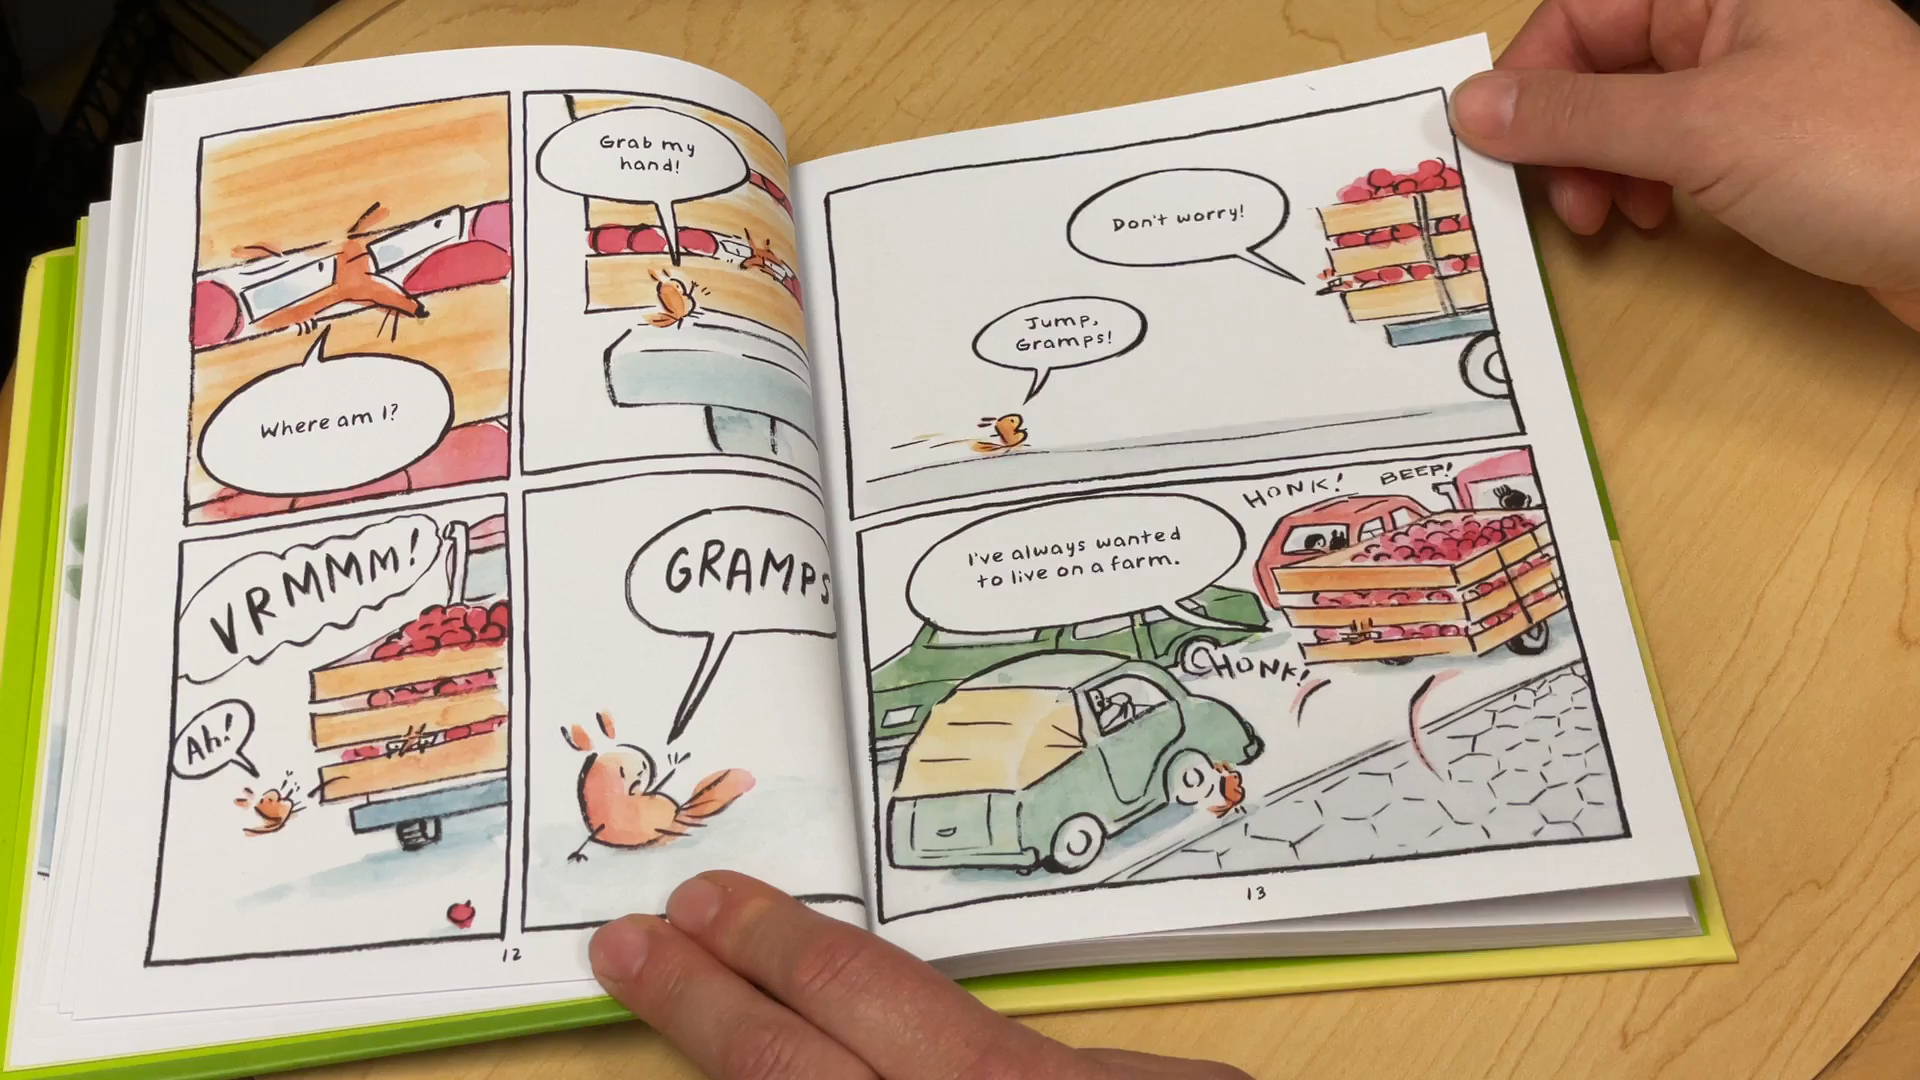 Where am I?
Grab my
hand!
VRMMM!
Ah!
GRAMPS
12
Don't worry!
Jump,
Gramps!
HONK! BEEP!
I've always wanted
to live on a farm.
HONK!
13